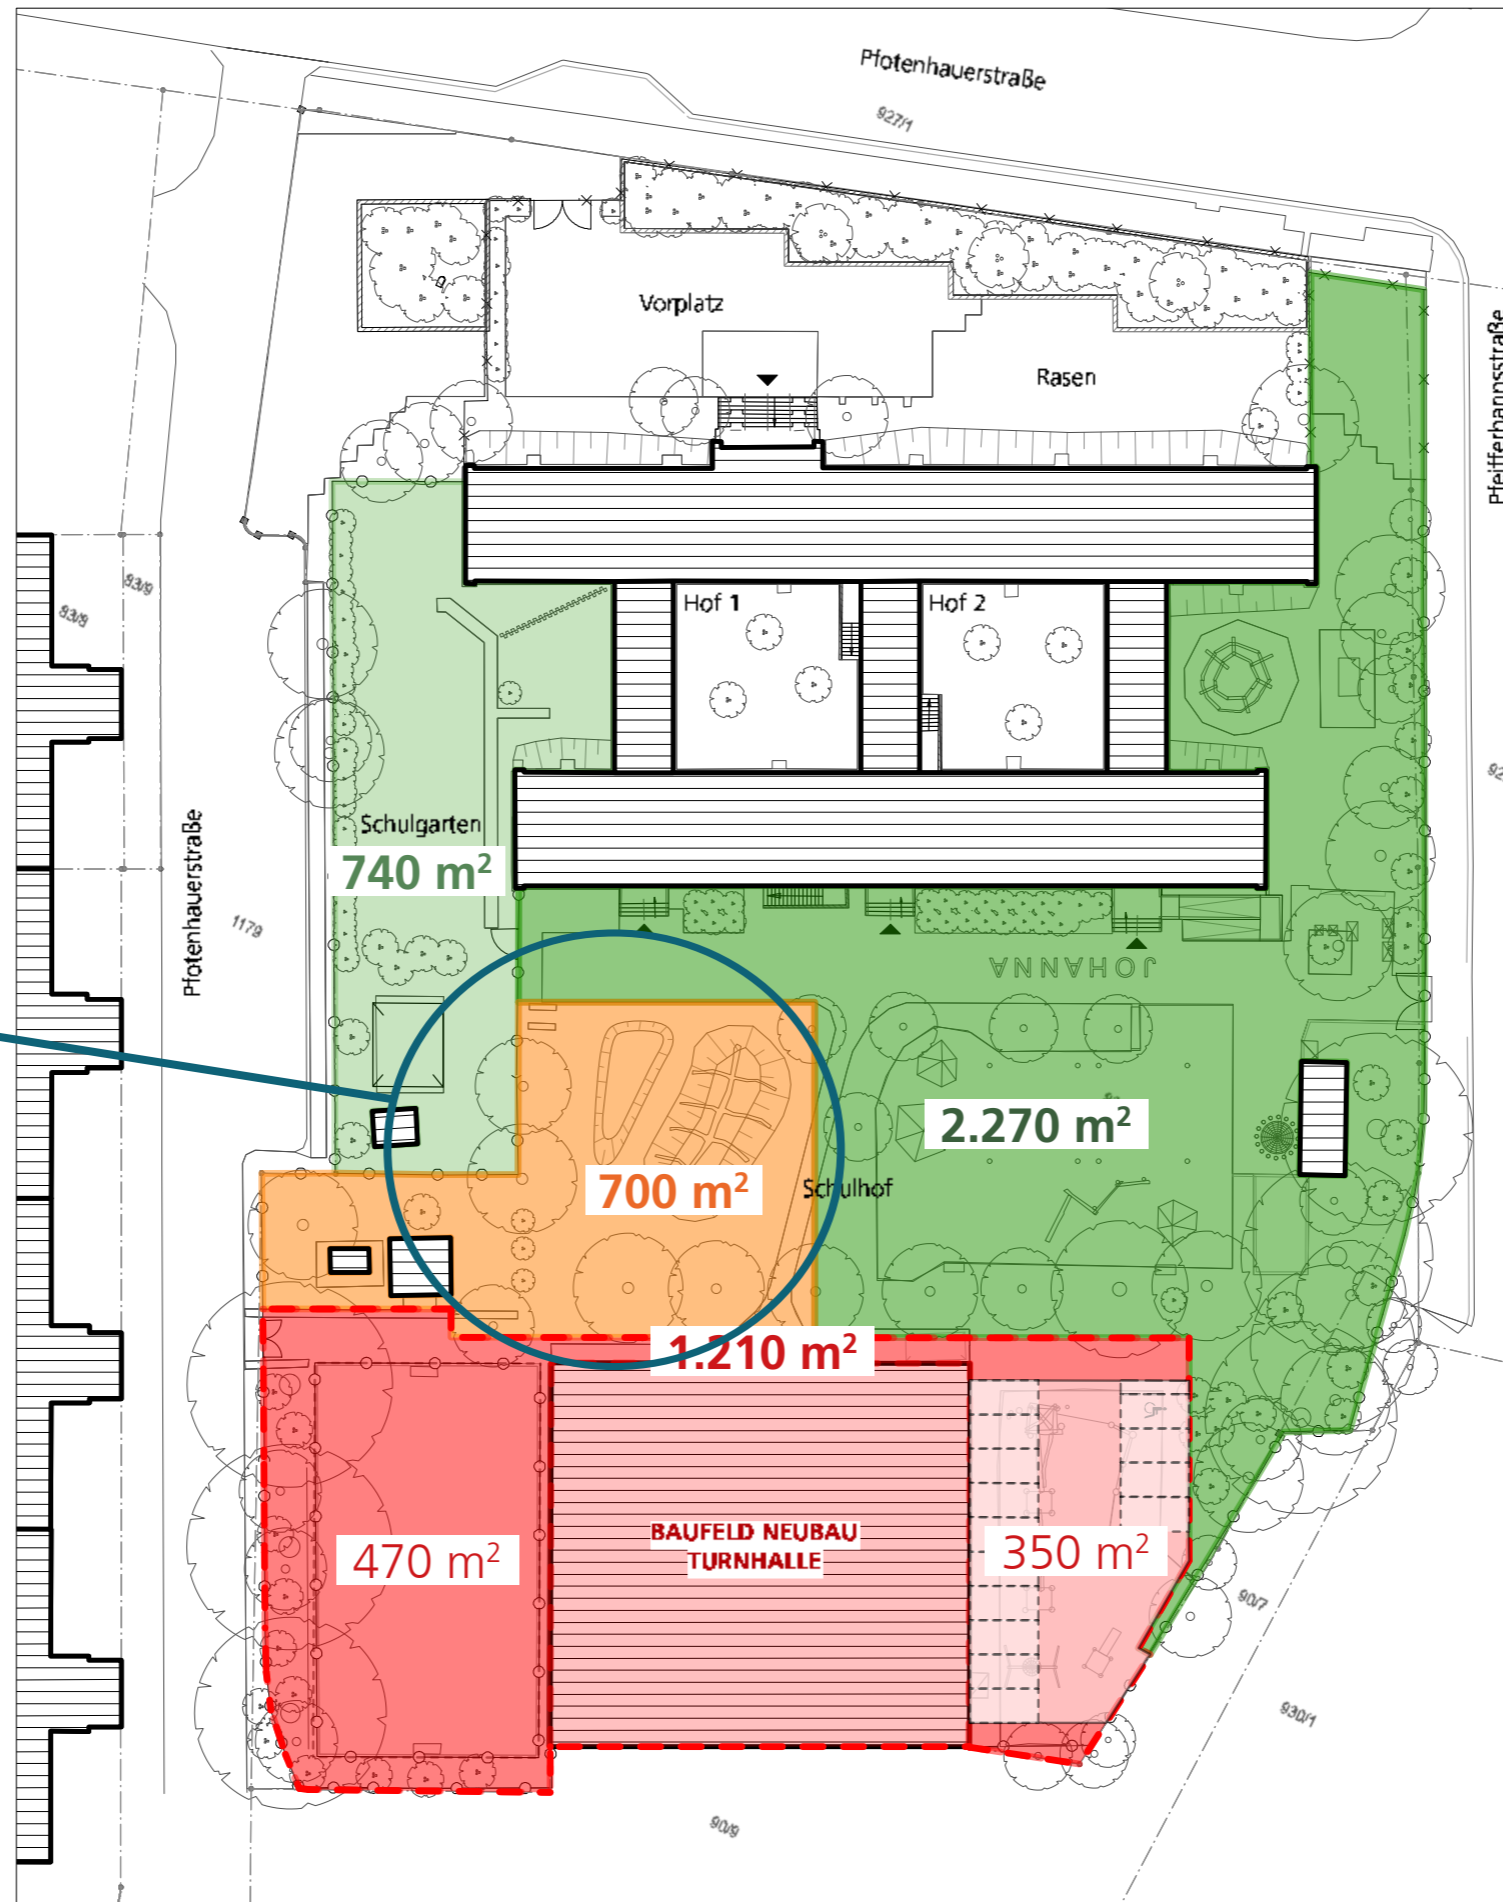 Pfotenhauerstraße
927/1
Vorplatz
Rasen
Pfeifferhannsstraße
Hof 1
Hof 2
93/9
93/8
Schulgarten
740 m²
Pfotenhauerstraße
1179
JOHANNA
2.270 m²
700 m²
Schulhof
1.210 m²
BAUFELD NEUBAU
TURNHALLE
470 m²
350 m²
90/7
930/1
90/9